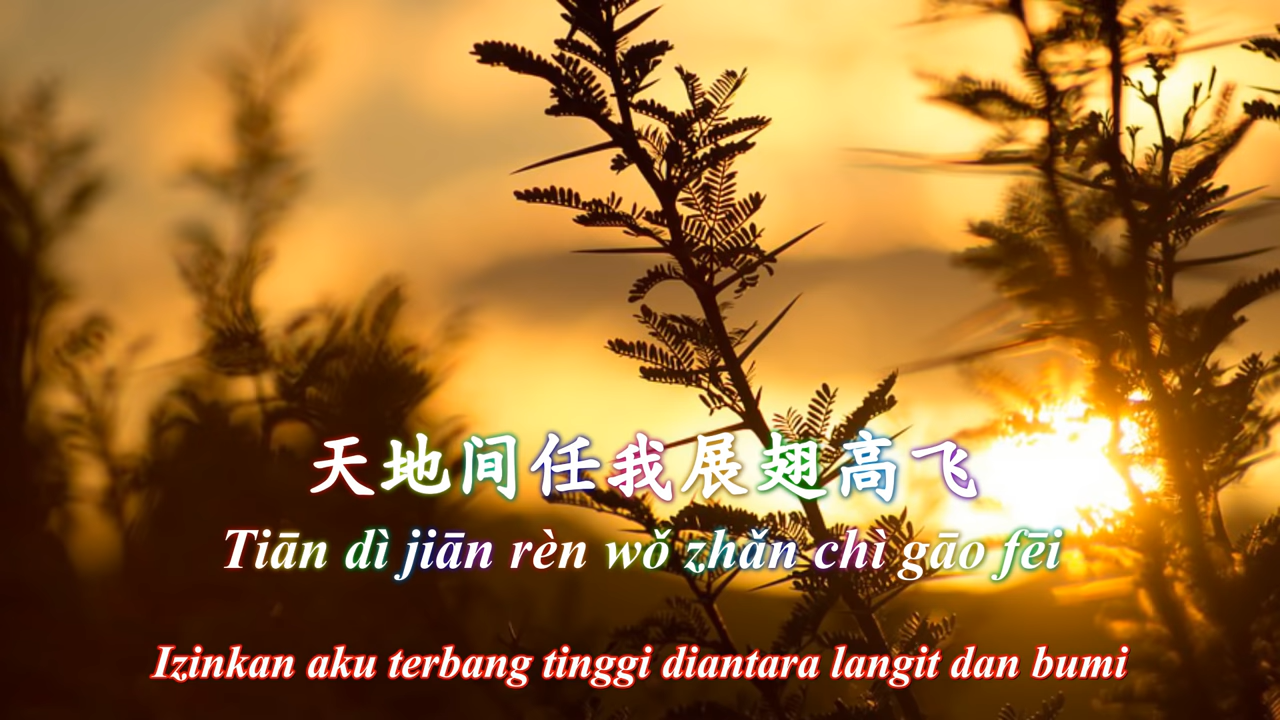 天地间任我展翅高飞
Tiān dì jiān rèn wǒ zhǎn chì gāo fēi
Izinkan aku terbang tinggi diantara langit dan bumi